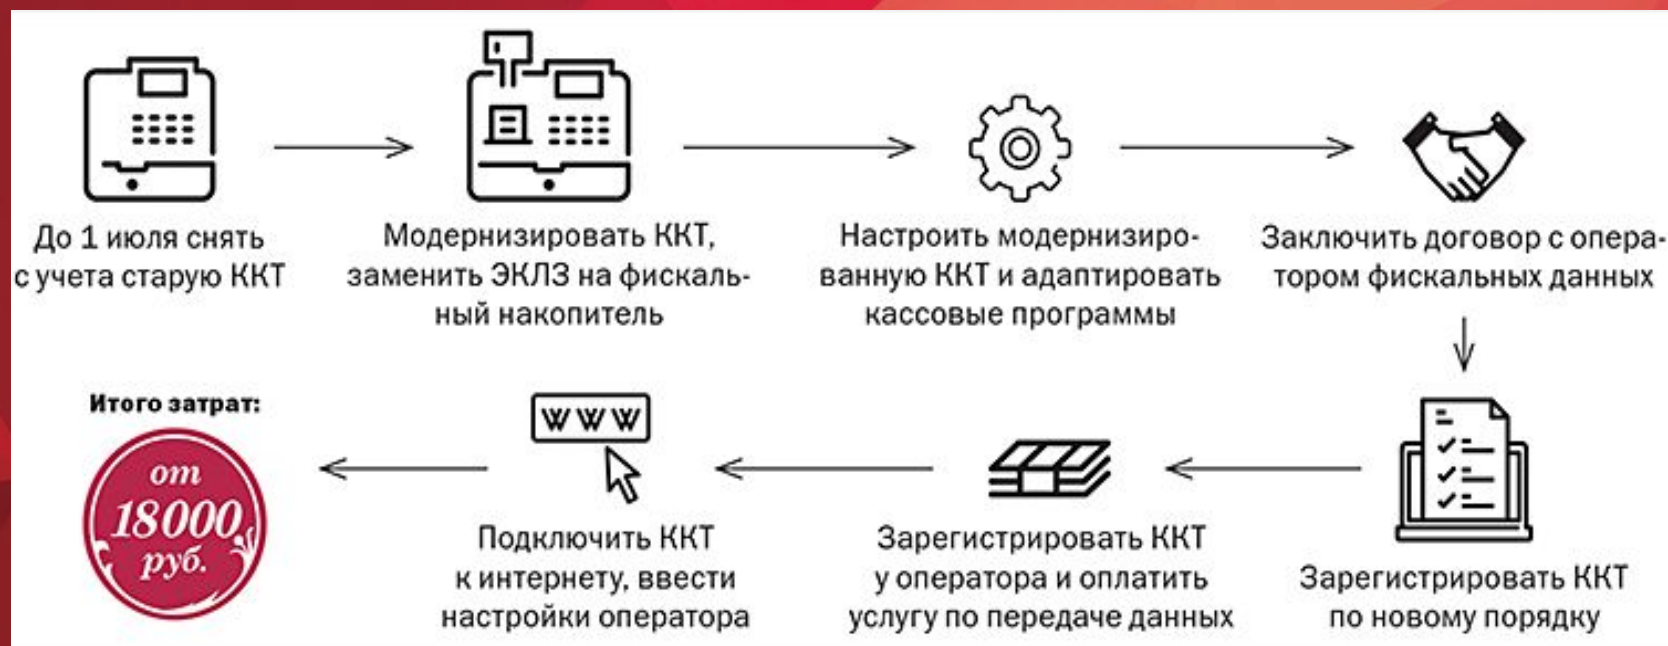 До 1 июля снять
с учета старую ККТ
Модернизировать ККТ,
заменить ЭКЛЗ на фискаль-
ный накопитель
Настроить модернизиро-
ванную ККТ и адаптировать
кассовые программы
Заключить договор с опера-
тором фискальных данных
Зарегистрировать ККТ
по новому порядку
Зарегистрировать ККТ
у оператора и оплатить
услугу по передаче данных
WWW
Подключить ККТ
к интернету, ввести
настройки оператора
Итого затрат:
от
18000
руб.